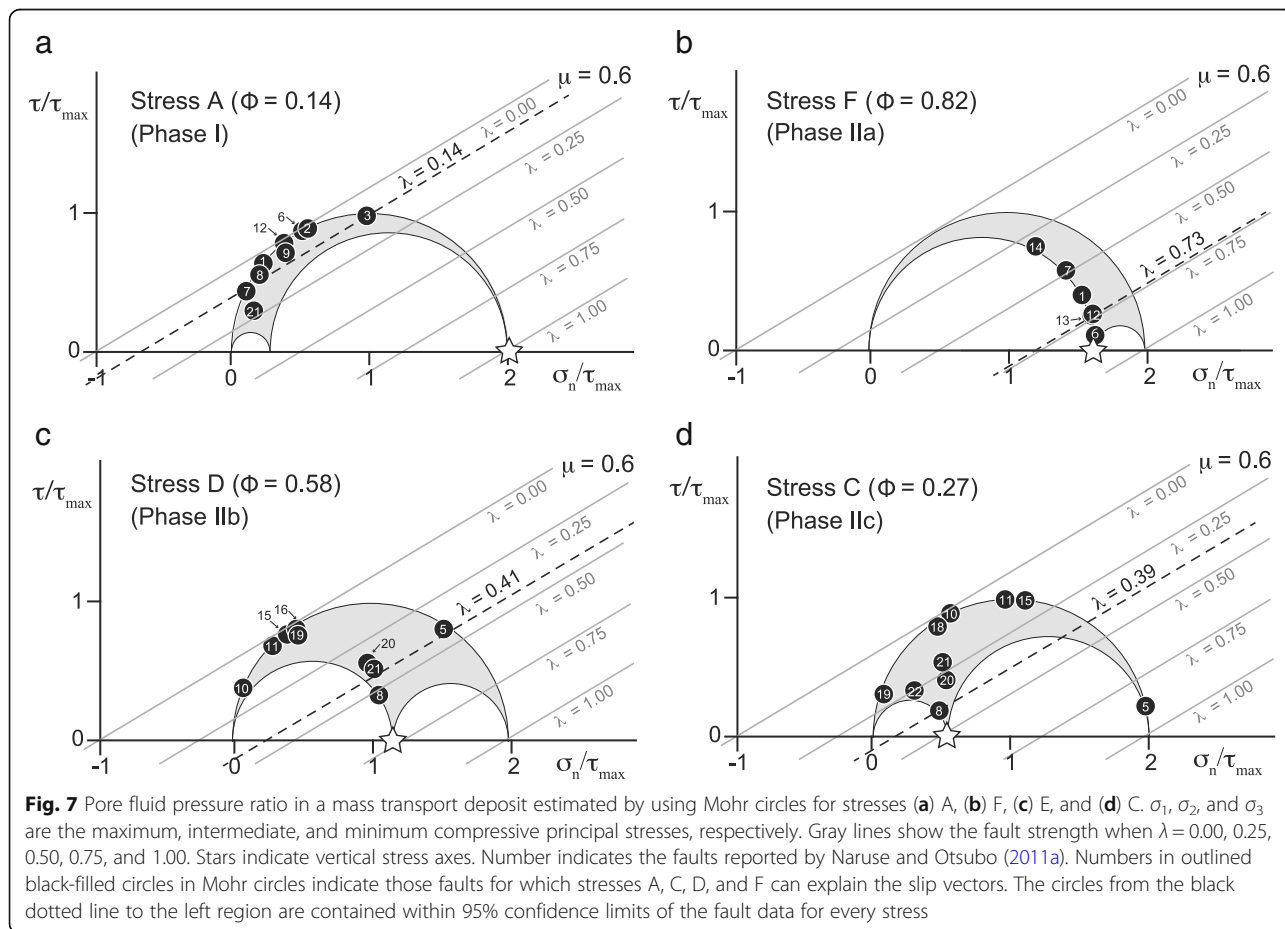 a
τ/τmax
Stress A (Φ = 0.14)
(Phase I)
μ = 0.6
λ = 0.00
λ = 0.14
λ = 0.25
λ = 0.50
λ = 0.75
λ = 1.00
6
12
2
3
9
1
8
7
21
1
0
-1
0
1
2
σn/τmax
b
τ/τmax
Stress F (Φ = 0.82)
(Phase IIa)
μ = 0.6
λ = 0.00
λ = 0.25
λ = 0.50
λ = 0.73
λ = 0.75
λ = 1.00
14
7
1
13
12
6
1
0
-1
0
1
2
σn/τmax
c
τ/τmax
Stress D (Φ = 0.58)
(Phase IIb)
μ = 0.6
λ = 0.00
λ = 0.25
λ = 0.41
λ = 0.50
λ = 0.75
λ = 1.00
15
16
19
11
20
21
5
10
8
1
0
-1
0
1
2
σn/τmax
d
τ/τmax
Stress C (Φ = 0.27)
(Phase IIc)
μ = 0.6
λ = 0.00
λ = 0.25
λ = 0.39
λ = 0.50
λ = 0.75
λ = 1.00
10
11
15
18
21
20
19
22
8
5
1
0
-1
0
1
2
σn/τmax
Fig. 7 Pore fluid pressure ratio in a mass transport deposit estimated by using Mohr circles for stresses (a) A, (b) F, (c) E, and (d) C. σ1, σ2, and σ3
are the maximum, intermediate, and minimum compressive principal stresses, respectively. Gray lines show the fault strength when λ = 0.00, 0.25,
0.50, 0.75, and 1.00. Stars indicate vertical stress axes. Number indicates the faults reported by Naruse and Otsubo (2011a). Numbers in outlined
black-filled circles in Mohr circles indicate those faults for which stresses A, C, D, and F can explain the slip vectors. The circles from the black
dotted line to the left region are contained within 95% confidence limits of the fault data for every stress